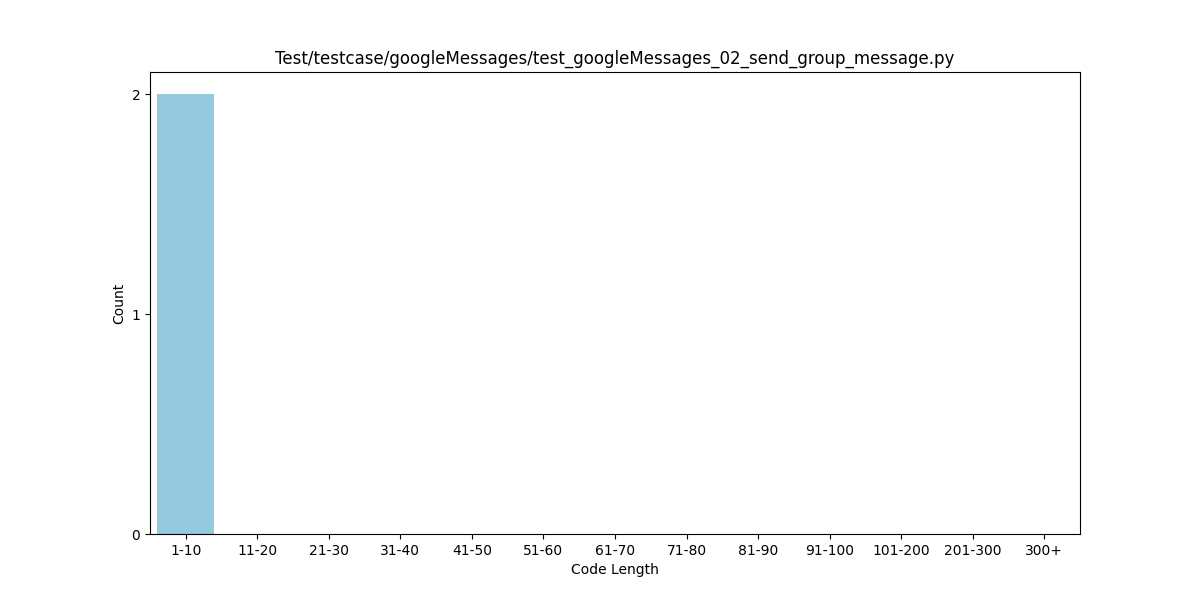 Test/testcase/googleMessages/test_googleMessages_02_send_group_message.py
Count
2
1
0
1-10 11-20 21-30 31-40 41-50 51-60 61-70 71-80 81-90 91-100 101-200 201-300 300+
Code Length